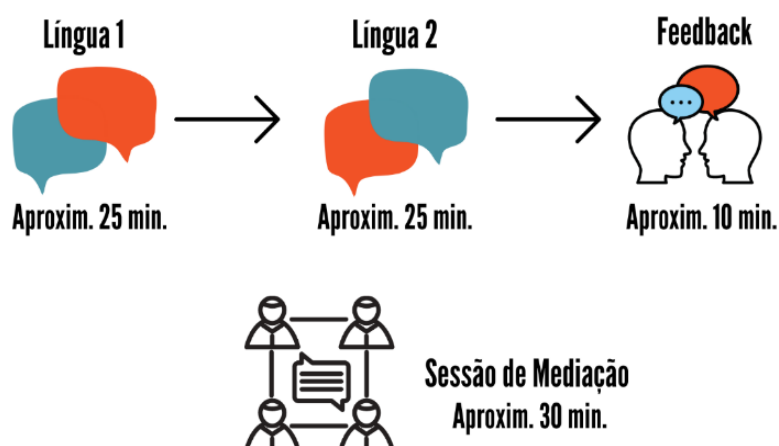 Língua 1
Língua 2
Feedback
Aproxim. 25 min.
Aproxim. 25 min.
Aproxim. 10 min.
Sessão de Mediação
Aproxim. 30 min.